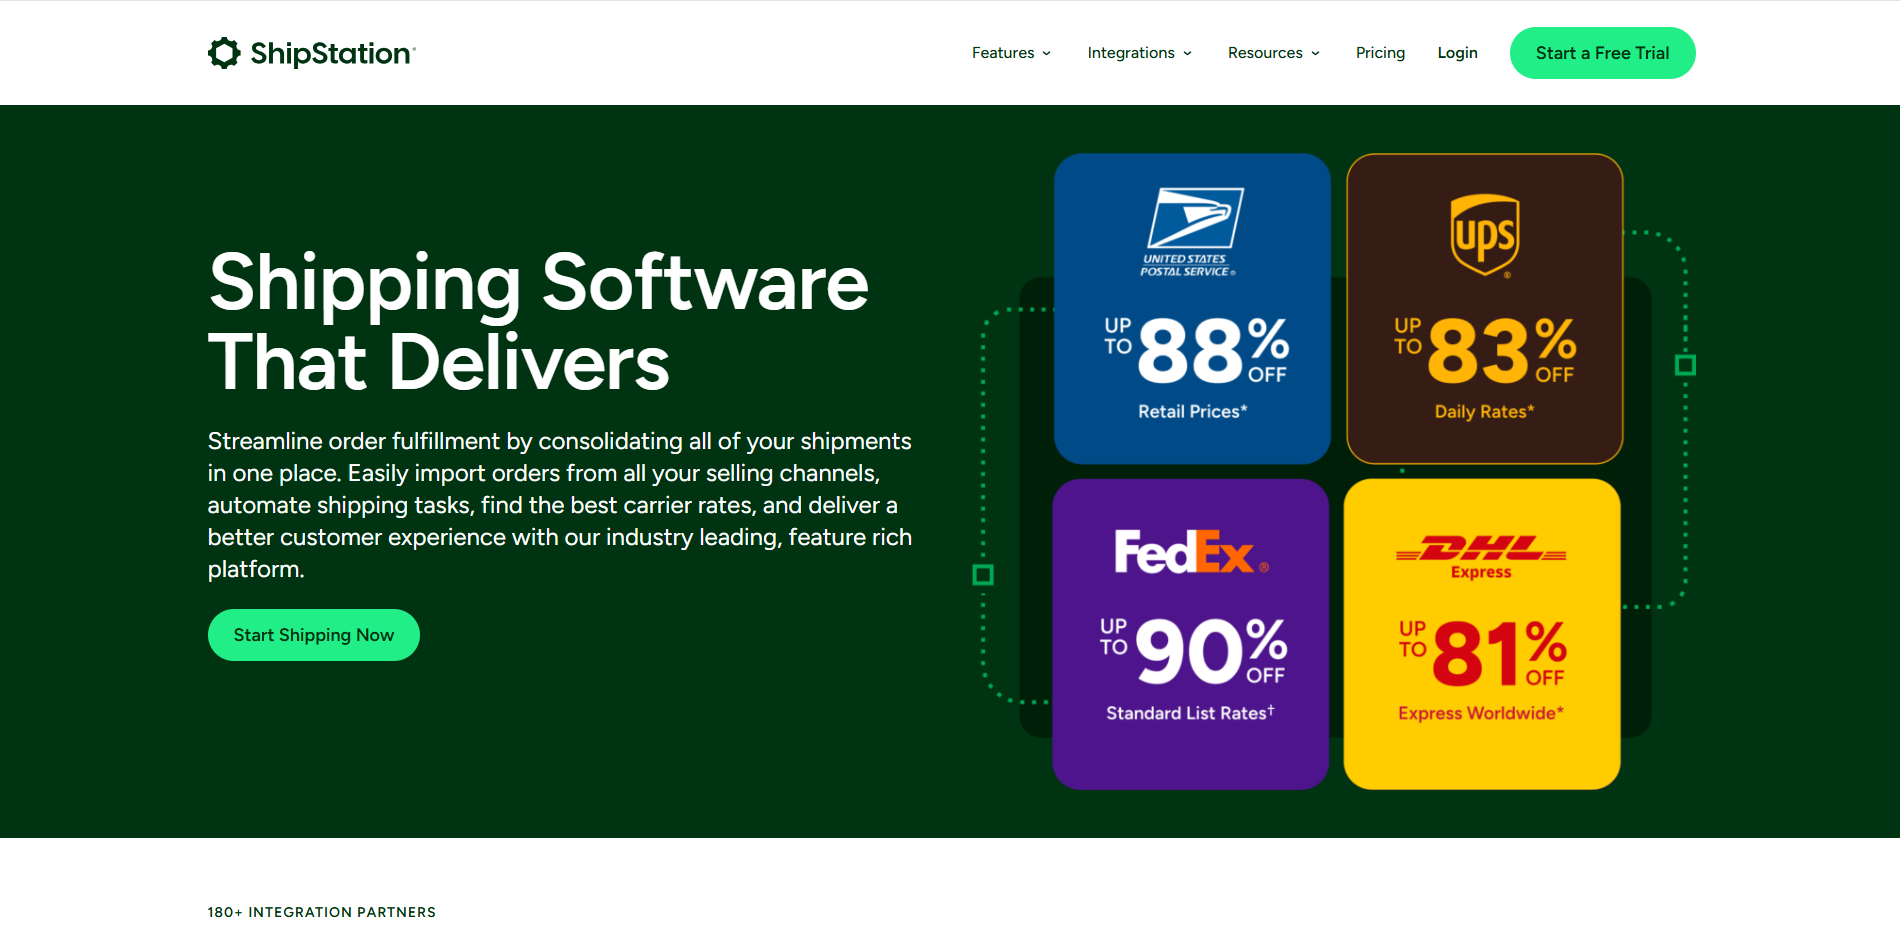 ShipStation
Features
Integrations
Resources
Pricing
Login
Start a Free Trial
Shipping Software
That Delivers
Streamline order fulfillment by consolidating all of your shipments
in one place. Easily import orders from all your selling channels,
automate shipping tasks, find the best carrier rates, and deliver a
better customer experience with our industry leading, feature rich
platform.
Start Shipping Now
UNITED STATES
POSTAL SERVICE®
UP TO 88% OFF
Retail Prices*
ups
UP TO 83% OFF
Daily Rates*
FedEx®
UP TO 90% OFF
Standard List Rates†
DHL
Express
UP TO 81% OFF
Express Worldwide*
180+ INTEGRATION PARTNERS